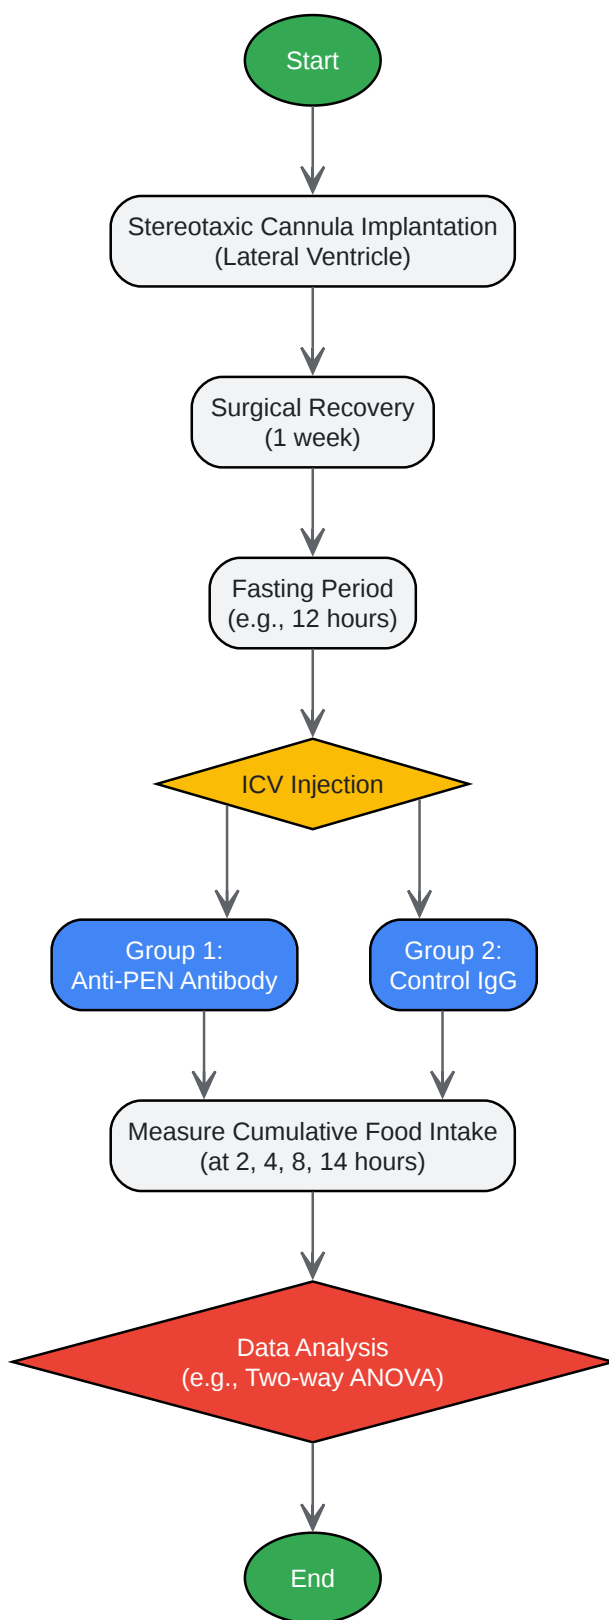 Start
Stereotaxic Cannula Implantation
(Lateral Ventricle)
Surgical Recovery
(1 week)
Fasting Period
(e.g., 12 hours)
ICV Injection
Group 1:
Anti-PEN Antibody
Group 2:
Control IgG
Measure Cumulative Food Intake
(at 2, 4, 8, 14 hours)
Data Analysis
(e.g., Two-way ANOVA)
End